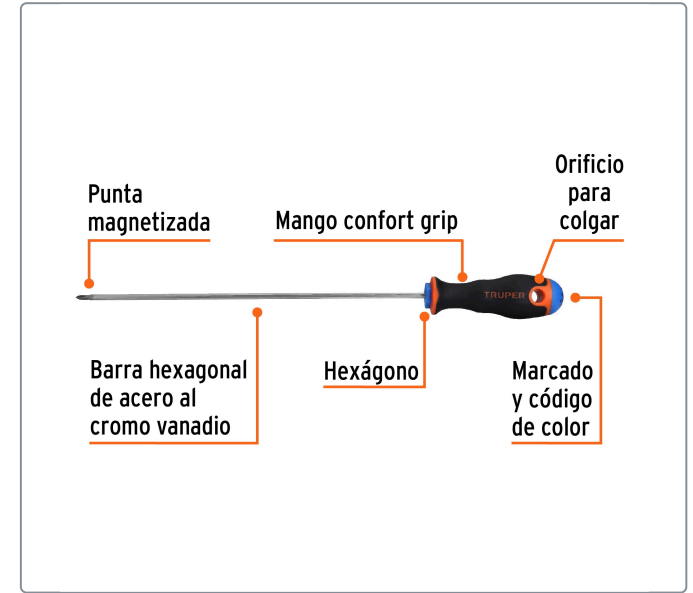 Orificio
para
colgar
Punta
magnetizada
Mango confort grip
TRUPER
Barra hexagonal
de acero al
cromo vanadio
Hexágono
Marcado
y código
de color